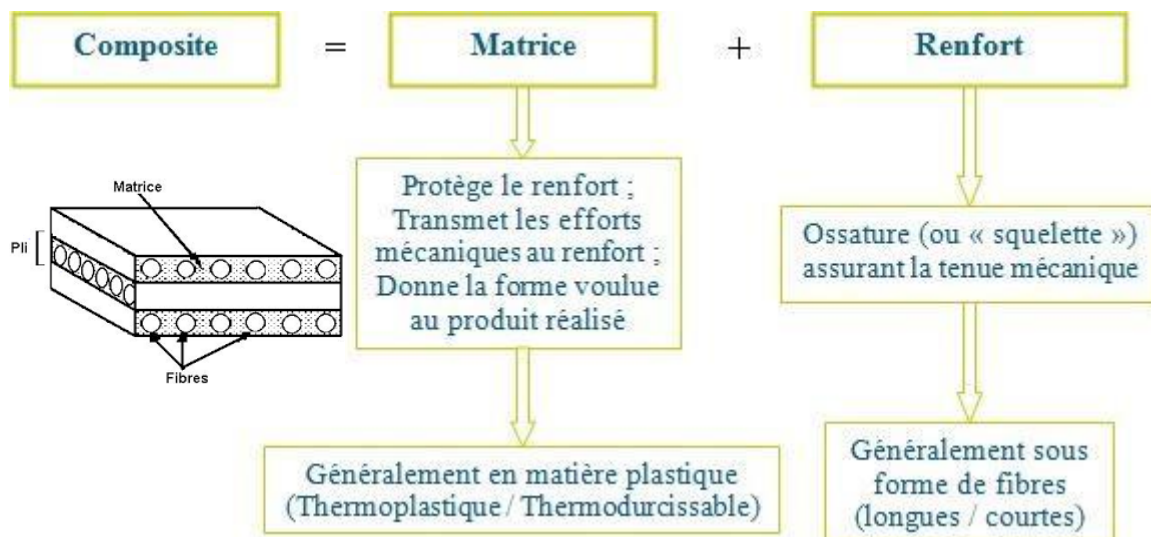 Composite = Matrice + Renfort
Matrice
Pli
Fibres
Protège le renfort ;
Transmet les efforts
mécaniques au renfort ;
Donne la forme voulue
au produit réalisé
Ossature (ou « squelette »)
assurant la tenue mécanique
Généralement en matière plastique
(Thermoplastique / Thermodurcissable)
Généralement sous
forme de fibres
(longues / courtes)